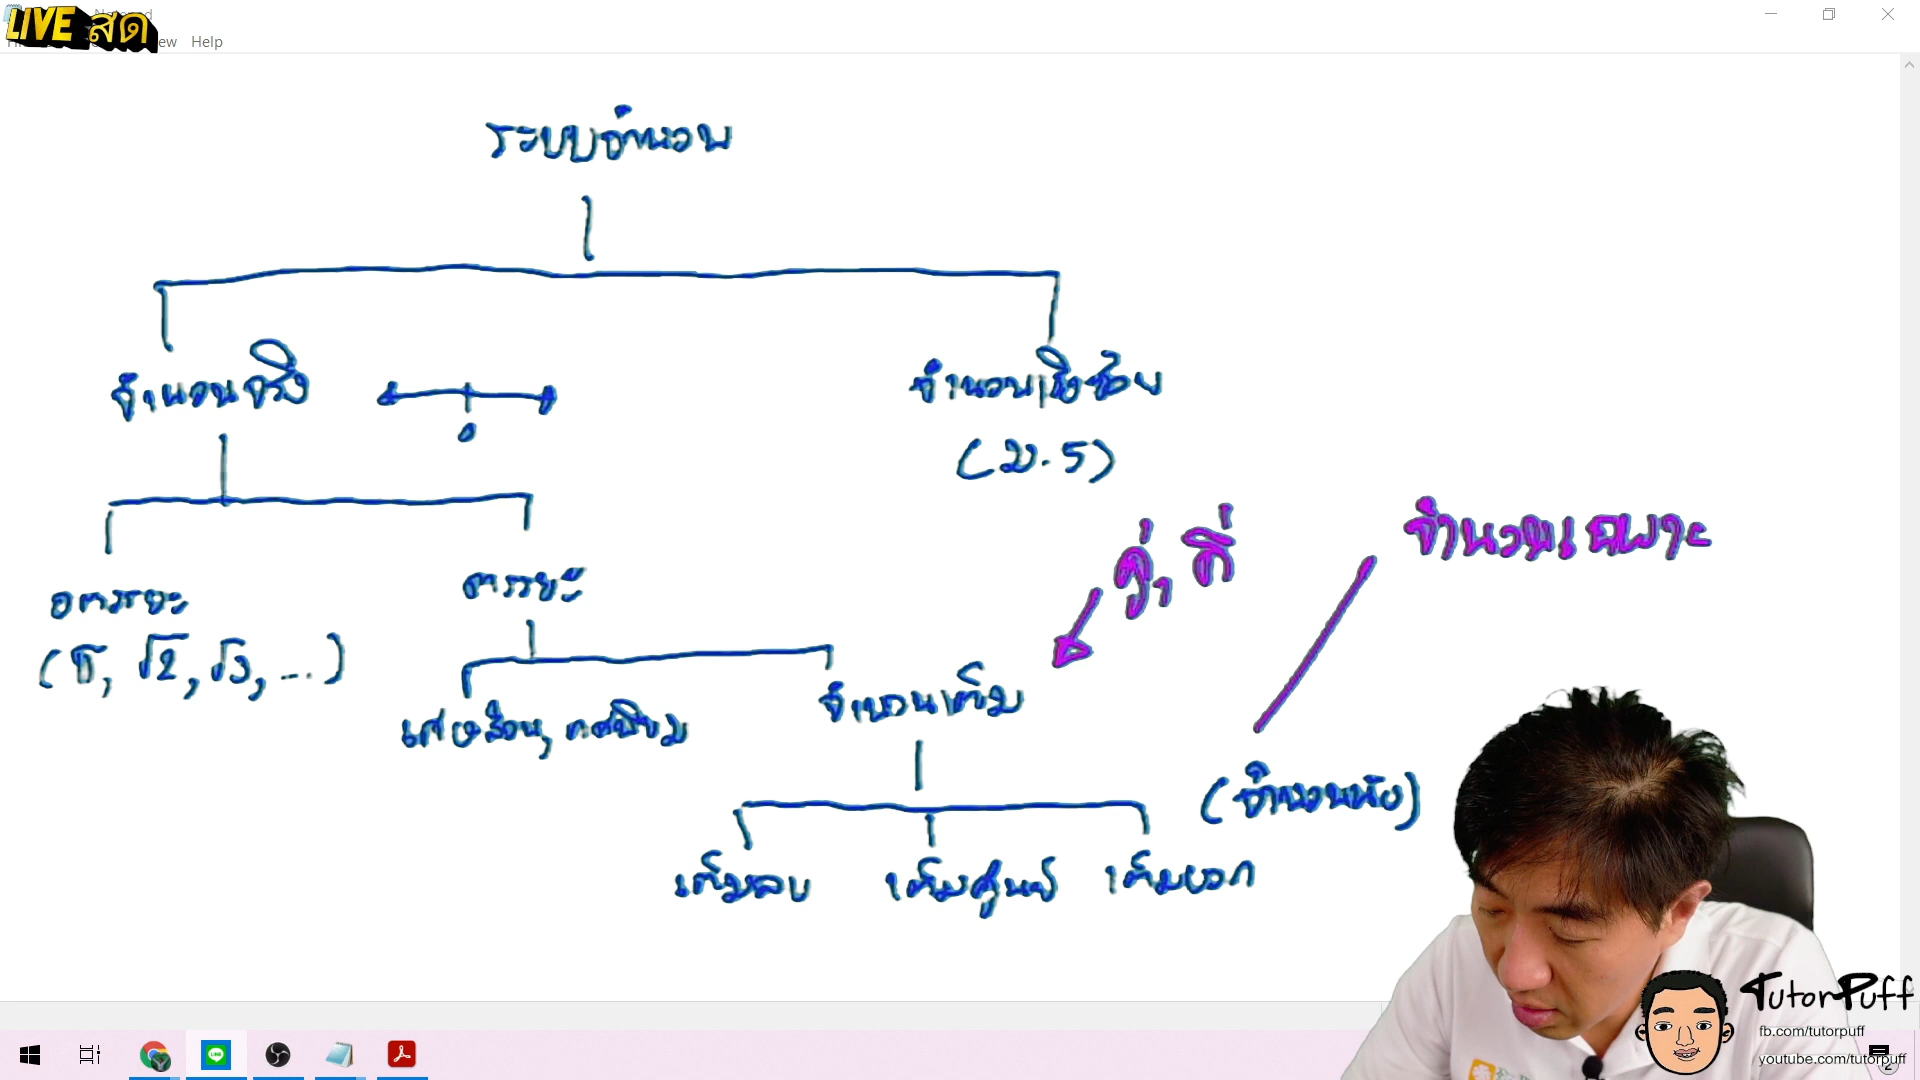 LIVE สด
Help
ระบบจำนวน
จำนวนจริง
0
จำนวนเชิงซ้อน
(ม.5)
คู่, คี่
จำนวนเฉพาะ
อตรรกยะ
(π, √2, √3, ...)
ตรรกยะ
เศษส่วน, ทศนิยม
จำนวนเต็ม
(จำนวนนับ)
เต็มลบ
เต็มศูนย์
เต็มบวก
TutorPuff
fb.com/tutorpuff
youtube.com/tutorpuff
2